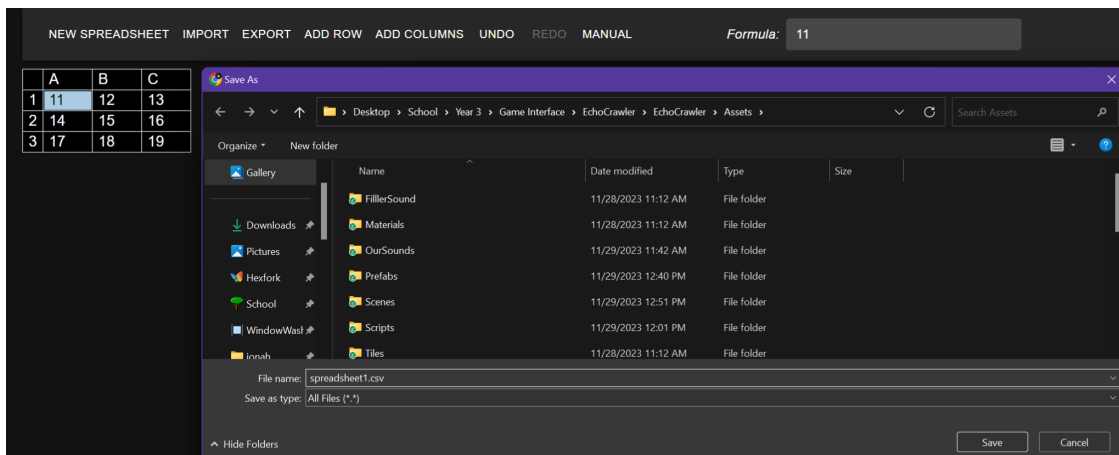 NEW SPREADSHEET IMPORT EXPORT ADD ROW ADD COLUMNS UNDO REDO MANUAL Formula: 11
A B C
1 11 12 13
2 14 15 16
3 17 18 19
Save As
Desktop > School > Year 3 > Game Interface > EchoCrawler > EchoCrawler > Assets >
Search Assets
Organize New folder
Gallery
Downloads
Pictures
Hexfork
School
WindowWasl
jonah
Name Date modified Type Size
FilllerSound 11/28/2023 11:12 AM File folder
Materials 11/28/2023 11:12 AM File folder
OurSounds 11/29/2023 11:42 AM File folder
Prefabs 11/29/2023 12:40 PM File folder
Scenes 11/29/2023 12:51 PM File folder
Scripts 11/29/2023 12:01 PM File folder
Tiles 11/28/2023 11:12 AM File folder
File name: spreadsheet1.csv
Save as type: All Files (*.*)
Hide Folders
Save Cancel